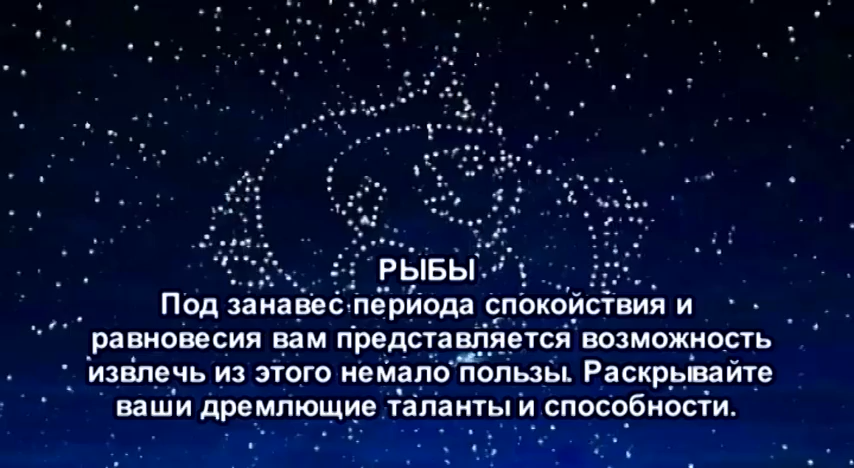 РЫБЫ
Под занавес периода спокойствия и
равновесия вам представляется возможность
извлечь из этого немало пользы. Раскрывайте
ваши дремлющие таланты и способности.